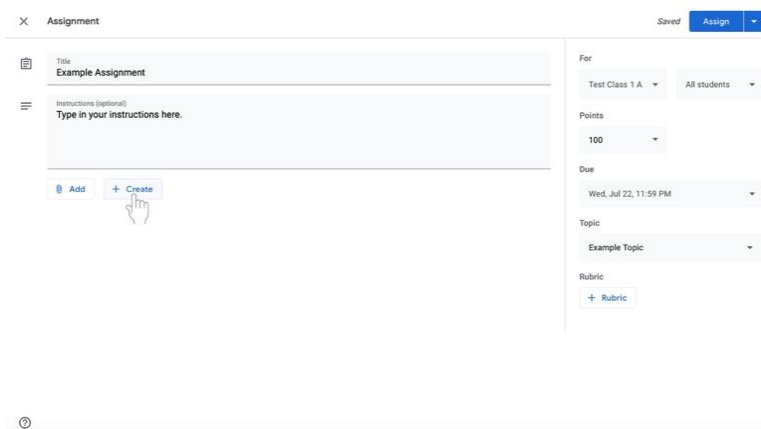 Assignment
Saved
Assign
Title
Example Assignment
Instructions (optional)
Type in your instructions here.
Add
+ Create
For
Test Class 1 A
All students
Points
100
Due
Wed, Jul 22, 11:59 PM
Topic
Example Topic
Rubric
+ Rubric